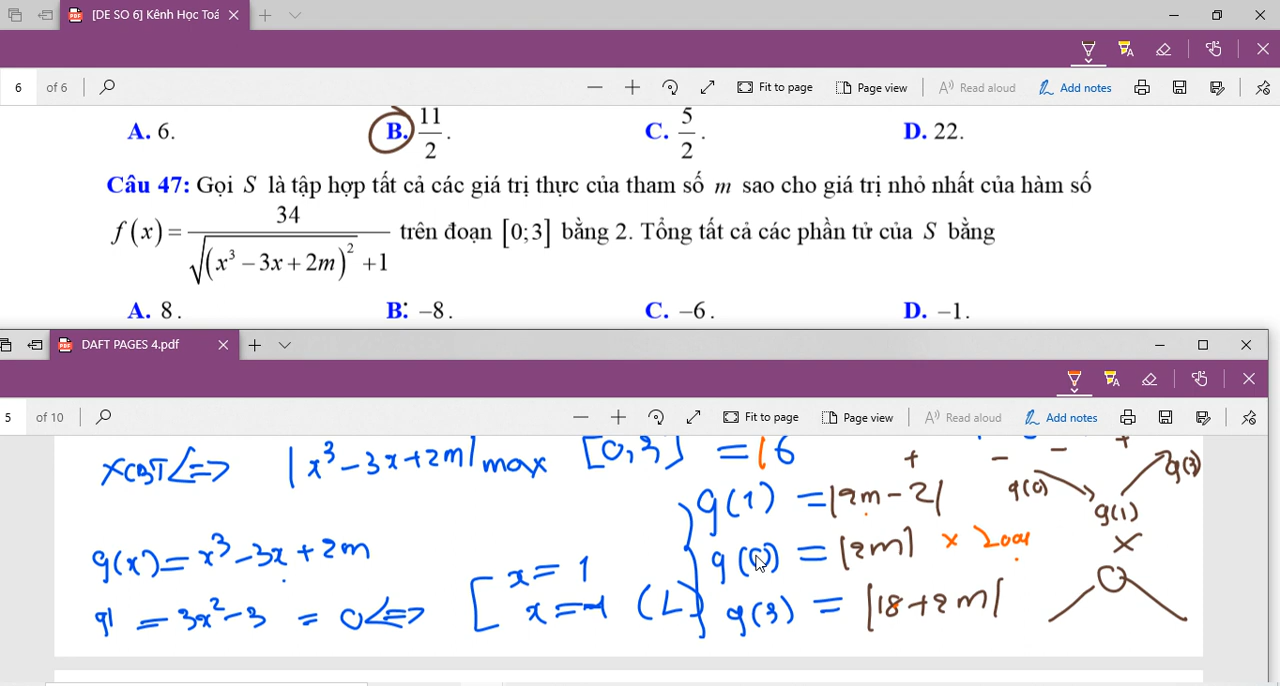 [DE SO 6] Kênh Học Toá
6 of 6 Fit to page Page view Read aloud Add notes
A. 6. B. 11/2. C. 5/2. D. 22.
Câu 47: Gọi S là tập hợp tất cả các giá trị thực của tham số m sao cho giá trị nhỏ nhất của hàm số
f(x) = 34/(√((x³ − 3x + 2m)²) + 1) trên đoạn [0;3] bằng 2. Tổng tất cả các phần tử của S bằng
A. 8. B. −8. C. −6. D. −1.
DAFT PAGES 4.pdf
5 of 10 Fit to page Page view Read aloud Add notes
XCBT <=> |x³ − 3x + 2m| max [0,3] = 16
+ − − +
g(0) g(1) g(3)
g(1) = |2m − 2|
g(x) = x³ − 3x + 2m
g(0) = |2m| × Loại
g' = 3x² − 3 = 0 <=> [ x = 1
x = −1 (L)
g(3) = |18 + 2m|